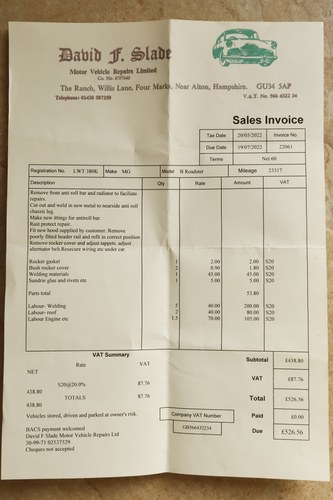 David F. Slade
Motor Vehicle Repairs Limited
The Ranch, Willis Lane, Four Marks, Near Alton, Hampshire. GU34 5AP
Telephone: 01420 587250
V.A.T. No. 566 4322 34
Sales Invoice
Tax Date 20/05/2022 Invoice No.
Due Date 19/07/2022 22061
Terms Net 60
Registration No. LWT 380K Make MG Model B Roadster Mileage 23517
Description Qty Rate Amount VAT
Remove front anti roll bar and radiator to faciliate
repairs.
Cut out and weld in new metal to nearside anti roll
chassis leg.
Make new fittings for antiroll bar.
Rust protect repair.
Fit new hood supplied by customer. Remove
poorly fitted header rail and refit in correct position
Remove rocker cover and adjust tappets, adjust
alternator belt.Resecure wiring etc under car
Rocker gasket 1 2.00 2.00 S20
Bush rocker cover 2 0.90 1.80 S20
Welding materials 1 45.00 45.00 S20
Sundrie glue and rivets etc 1 5.00 5.00 S20
Parts total 53.80
Labour- Welding 5 40.00 200.00 S20
Labour- roof 2 40.00 80.00 S20
Labour Engine etc 1.5 70.00 105.00 S20
VAT Summary
Rate VAT
NET
S20@20.0% 87.76
438.80
TOTALS 87.76
438.80
Subtotal £438.80
VAT £87.76
Total £526.56
Paid £0.00
Due £526.56
Vehicles stored, driven and parked at owner's risk.
Company VAT Number
GB566432234
BACS payment welcomed
David F Slade Motor Vehicle Repairs Ltd
30-99-71 02537529
Cheques not accepted